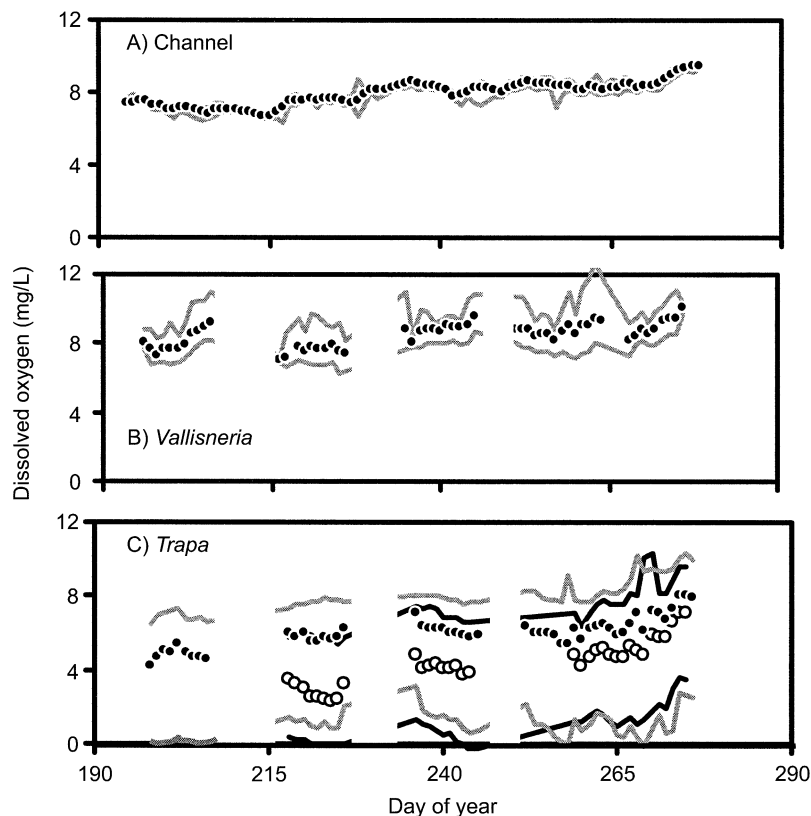 12
A) Channel
8
4
0
12
8
4
B) Vallisneria
0
Dissolved oxygen (mg/L)
12
C) Trapa
8
4
0
190 215 240 265 290
Day of year